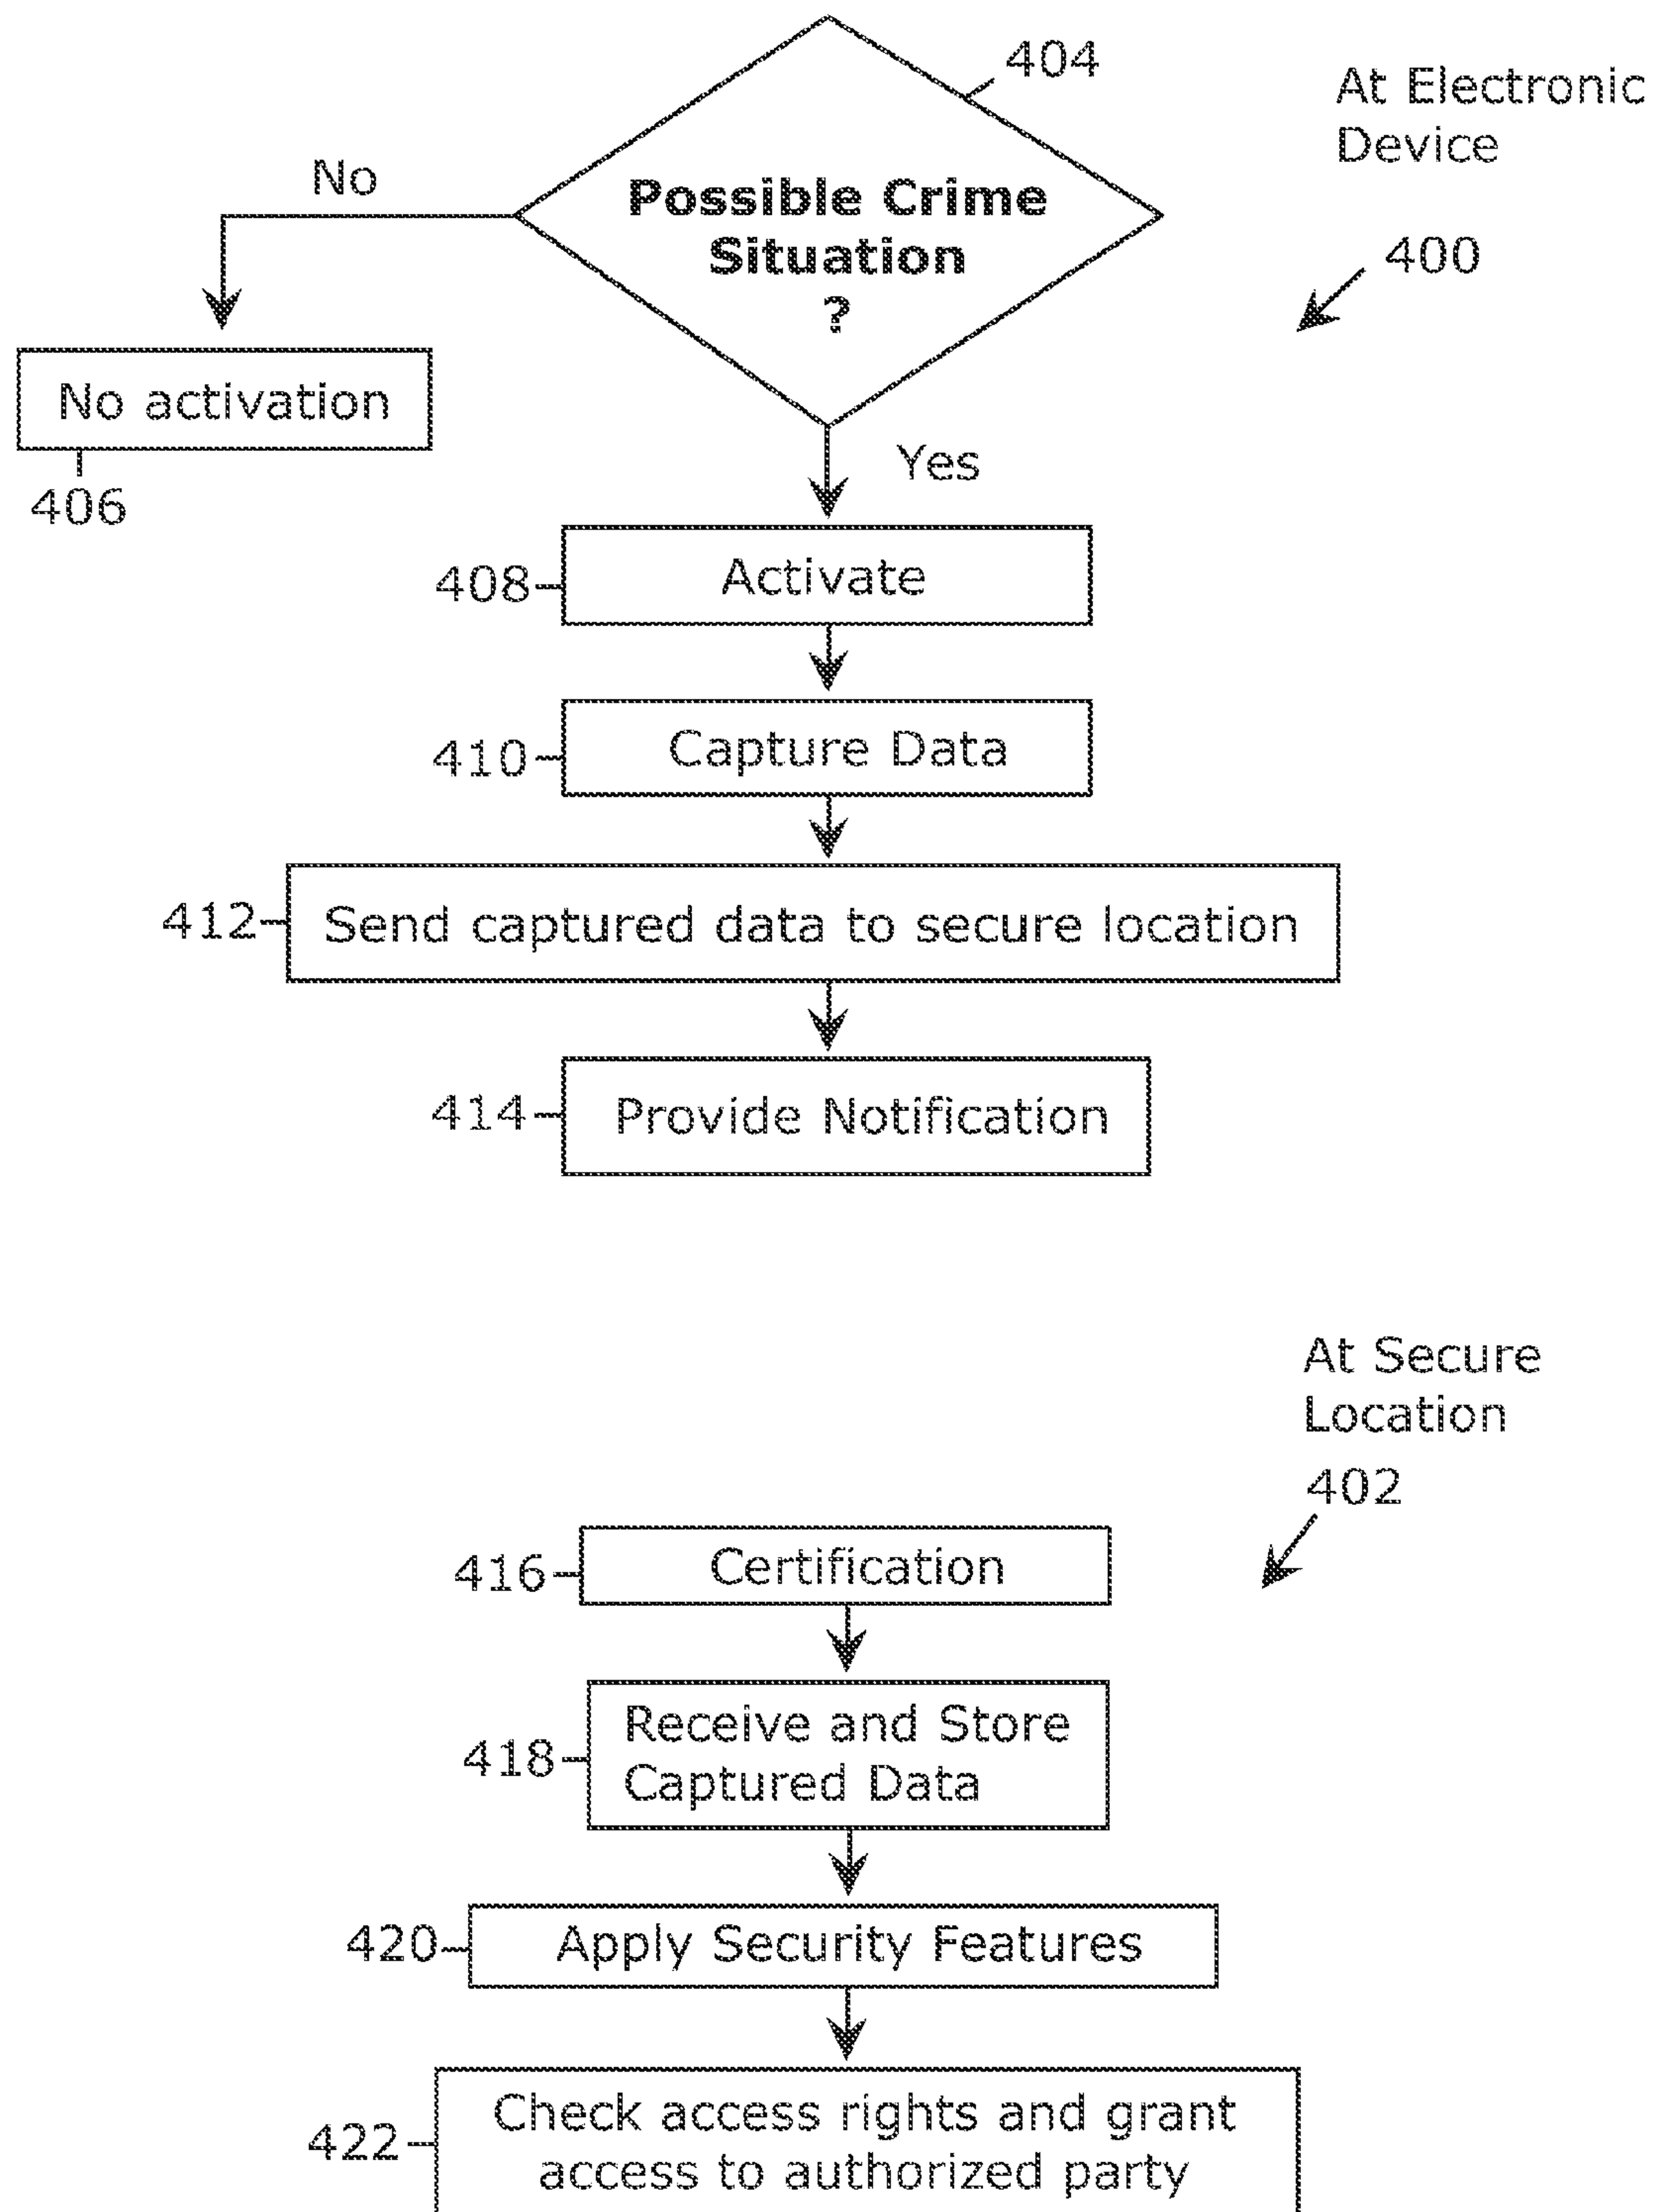 404
At Electronic
Device
No
Possible Crime
Situation
?
400
No activation
406
Yes
408
Activate
410
Capture Data
412
Send captured data to secure location
414
Provide Notification
At Secure
Location
402
416
Certification
418
Receive and Store
Captured Data
420
Apply Security Features
422
Check access rights and grant
access to authorized party